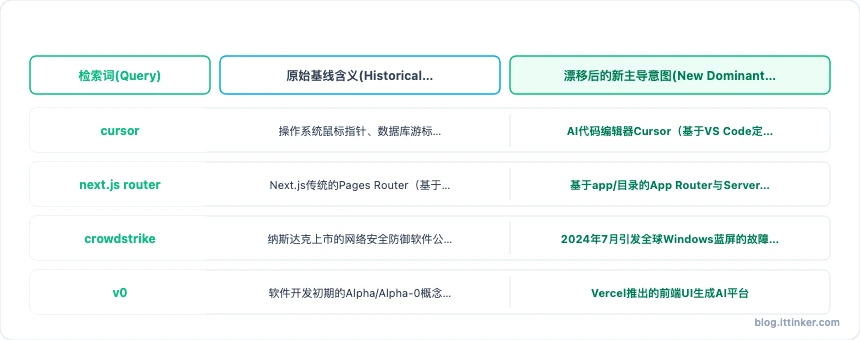 检索词(Query)
原始基线含义(Historical...
漂移后的新主导意图(New Dominant...
cursor
操作系统鼠标指针、数据库游标...
AI代码编辑器Cursor（基于VS Code定...
next.js router
Next.js传统的Pages Router（基于...
基于app/目录的App Router与Server...
crowdstrike
纳斯达克上市的网络安全防御软件公...
2024年7月引发全球Windows蓝屏的故障...
v0
软件开发初期的Alpha/Alpha-0概念...
Vercel推出的前端UI生成AI平台
blog.ittinker.com